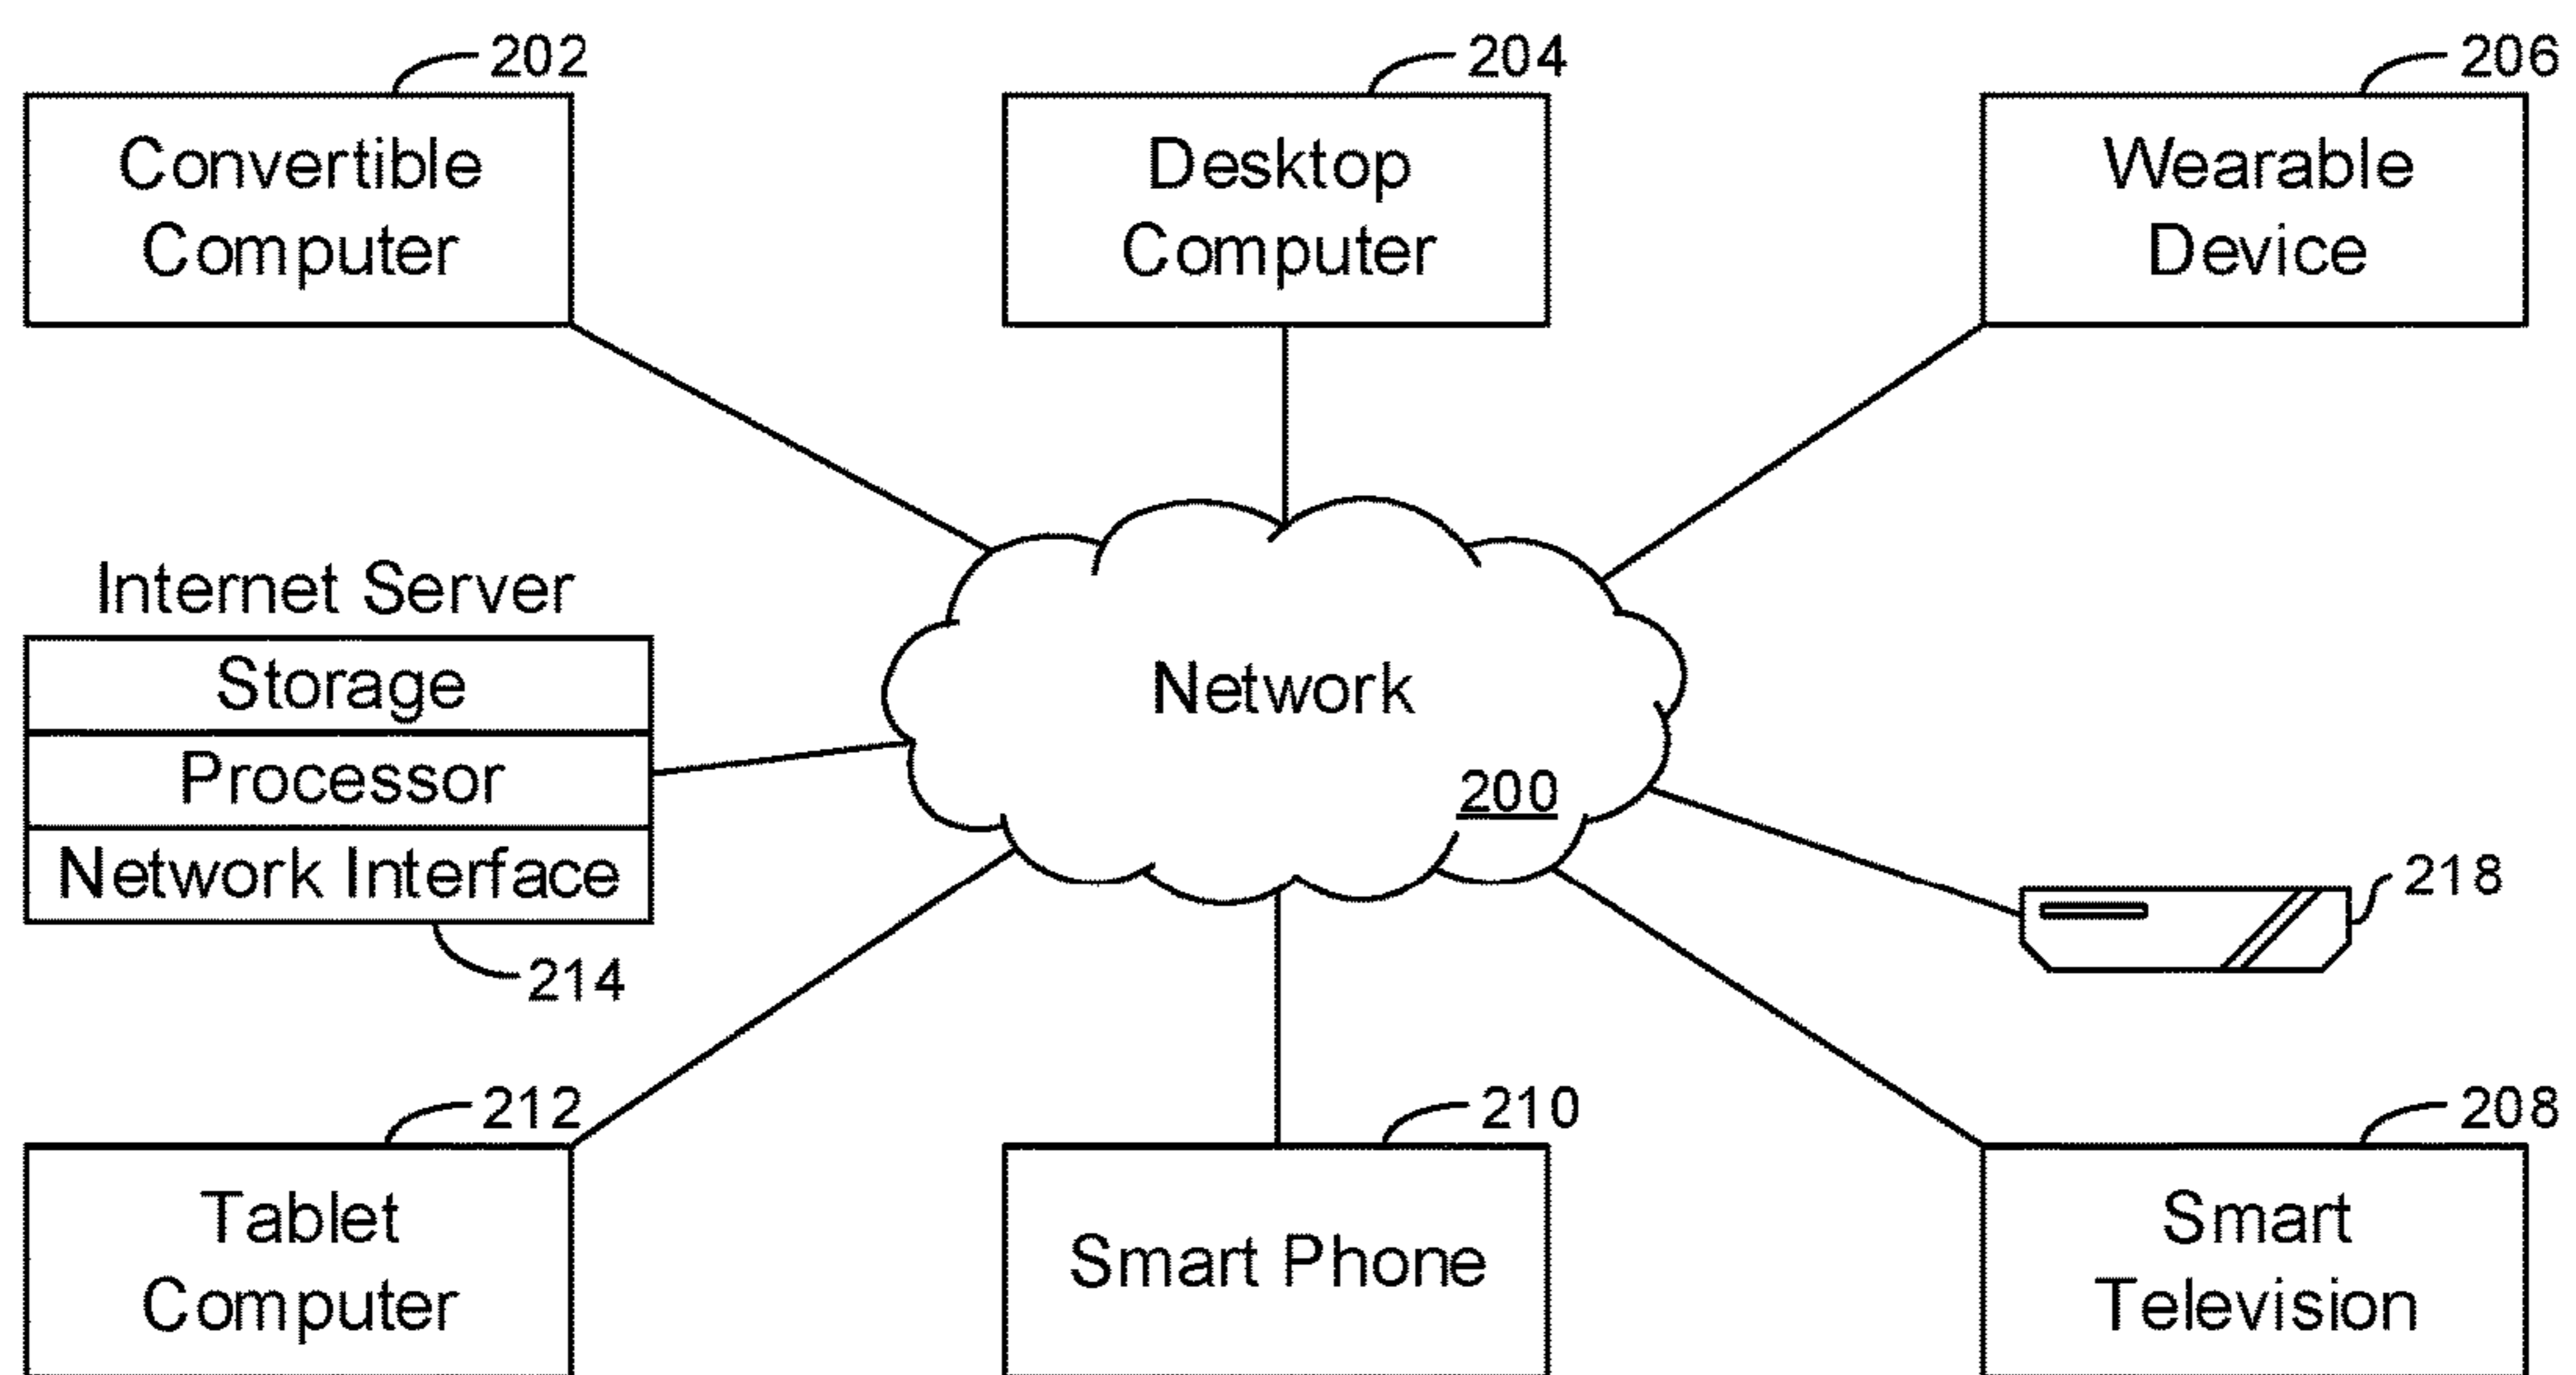 202
204
206
Convertible
Computer
Desktop
Computer
Wearable
Device
Internet Server
Storage
Processor
Network Interface
214
Network
200
218
212
210
208
Tablet
Computer
Smart Phone
Smart
Television